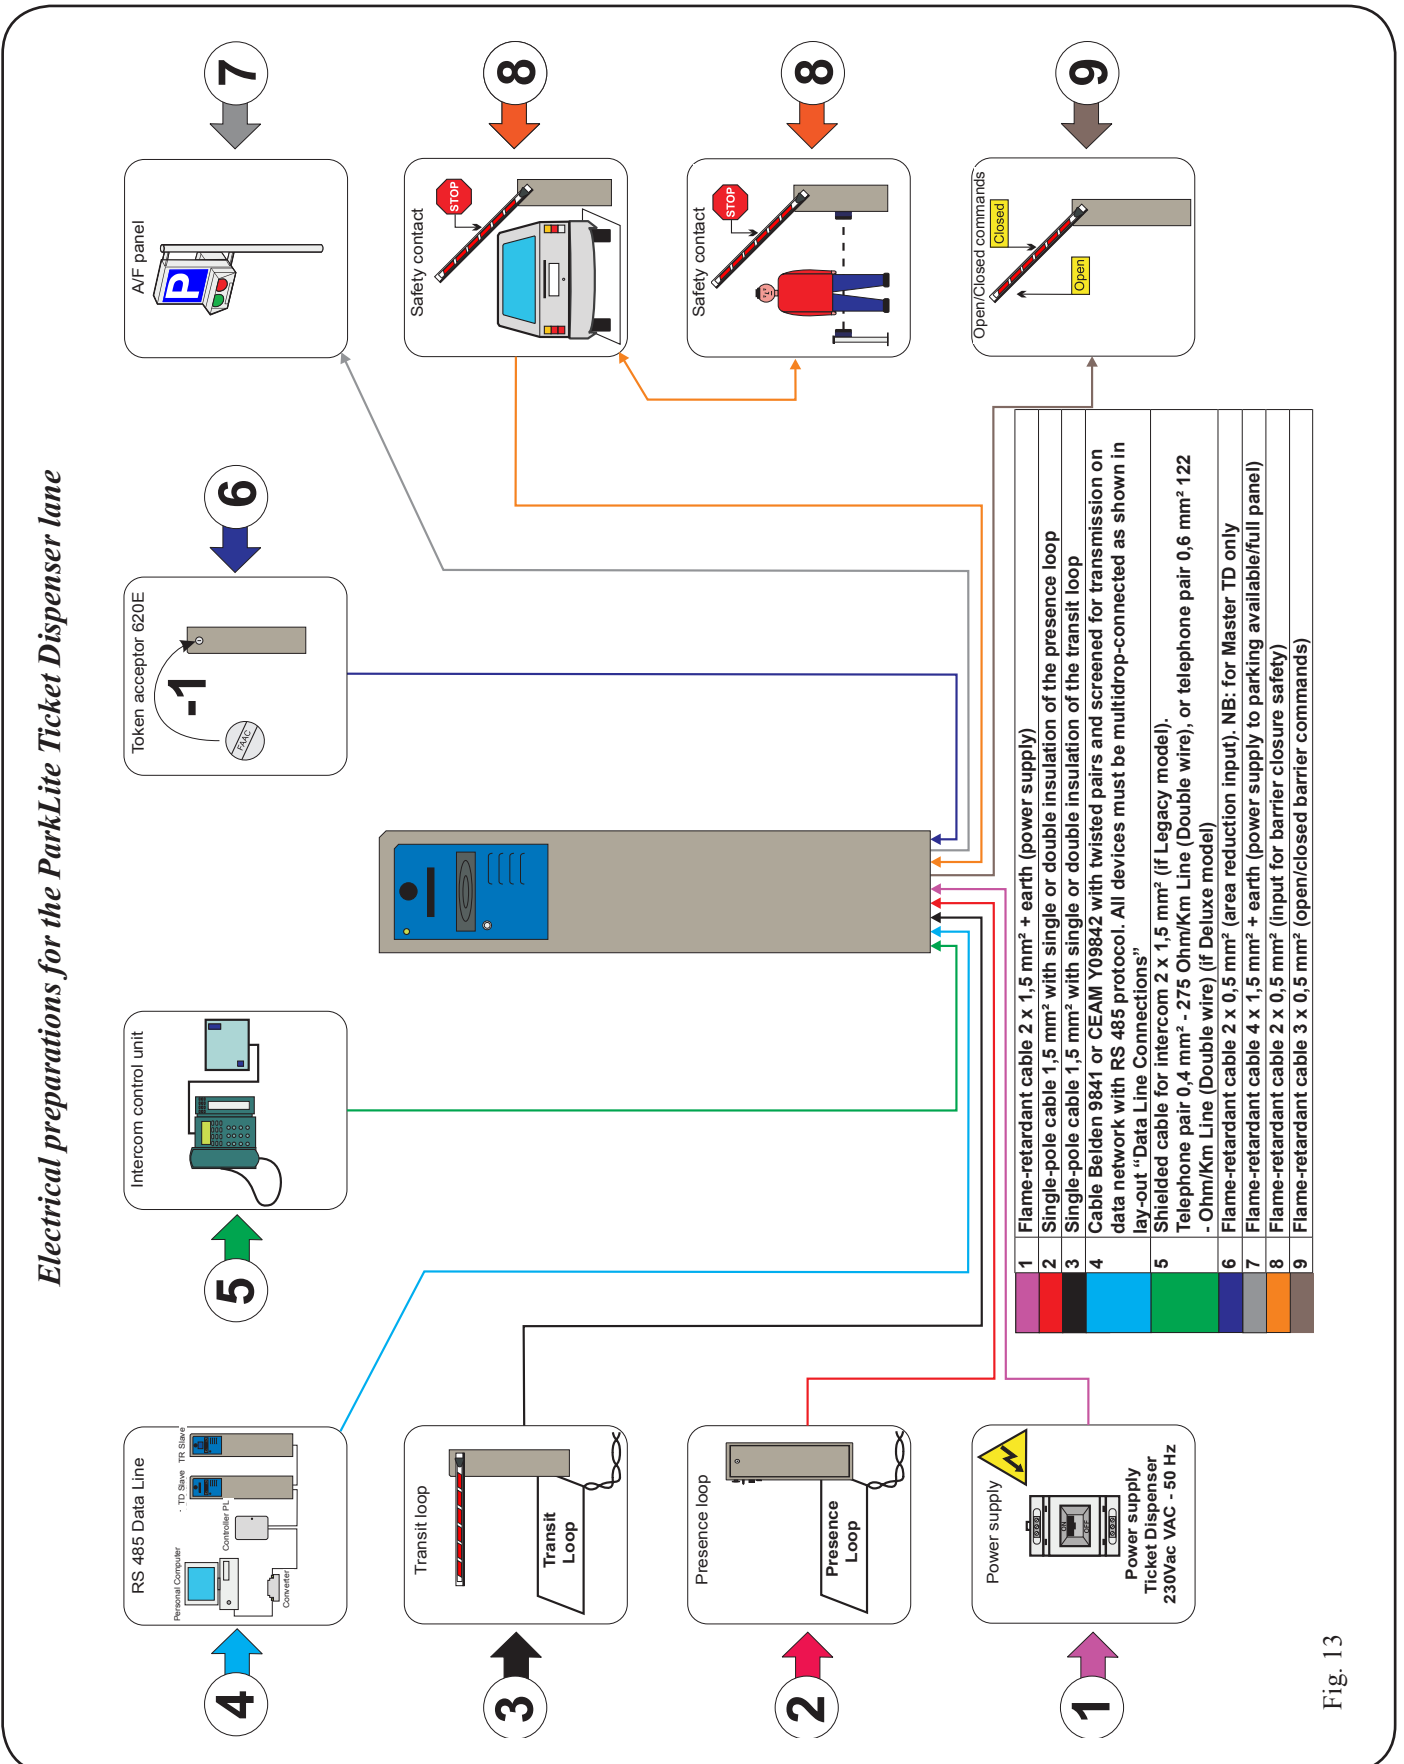 Electrical preparations for the ParkLite Ticket Dispenser lane
4
RS 485 Data Line
Personal Computer
Converter
Controller PL
- TD Slave
TR Slave
5
Intercom control unit
6
Token acceptor 620E
-1
FAAC
7
A/F panel
P
3
Transit loop
Transit
Loop
8
Safety contact
STOP
2
Presence loop
Presence
Loop
8
Safety contact
STOP
1
Power supply
ON
OFF
Power supply
Ticket Dispenser
230Vac VAC - 50 Hz
9
Open/Closed commands
Closed
Open
1 Flame-retardant cable 2 x 1,5 mm² + earth (power supply)
2 Single-pole cable 1,5 mm² with single or double insulation of the presence loop
3 Single-pole cable 1,5 mm² with single or double insulation of the transit loop
4 Cable Belden 9841 or CEAM Y09842 with twisted pairs and screened for transmission on
data network with RS 485 protocol. All devices must be multidrop-connected as shown in
lay-out “Data Line Connections”
5 Shielded cable for intercom 2 x 1,5 mm² (if Legacy model).
Telephone pair 0,4 mm² - 275 Ohm/Km Line (Double wire), or telephone pair 0,6 mm² 122
- Ohm/Km Line (Double wire) (if Deluxe model)
6 Flame-retardant cable 2 x 0,5 mm² (area reduction input). NB: for Master TD only
7 Flame-retardant cable 4 x 1,5 mm² + earth (power supply to parking available/full panel)
8 Flame-retardant cable 2 x 0,5 mm² (input for barrier closure safety)
9 Flame-retardant cable 3 x 0,5 mm² (open/closed barrier commands)
Fig. 13